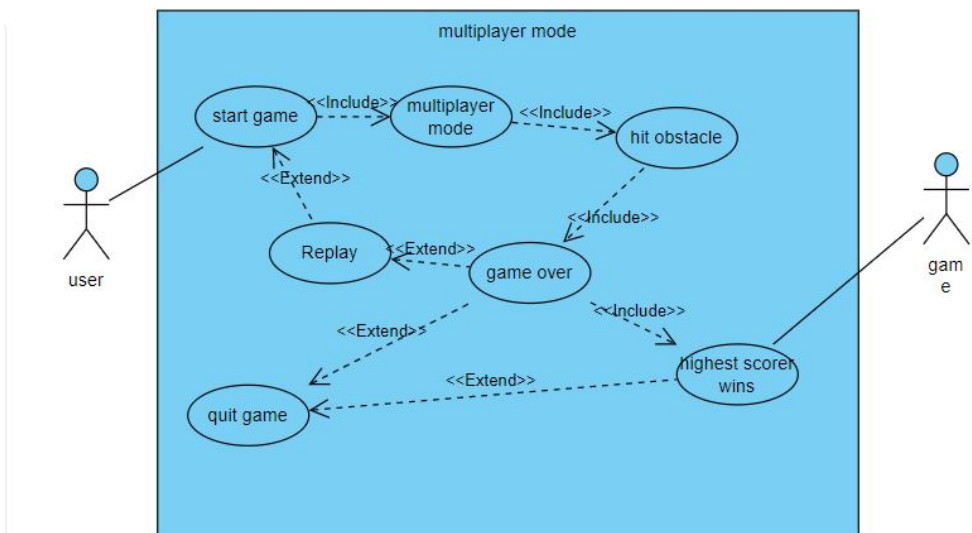 multiplayer mode
start game
<<Include>>
multiplayer
mode
<<Include>>
hit obstacle
<<Extend>>
<<Include>>
Replay
<<Extend>>
game over
user
gam
e
<<Extend>>
<<Include>>
highest scorer
wins
<<Extend>>
quit game